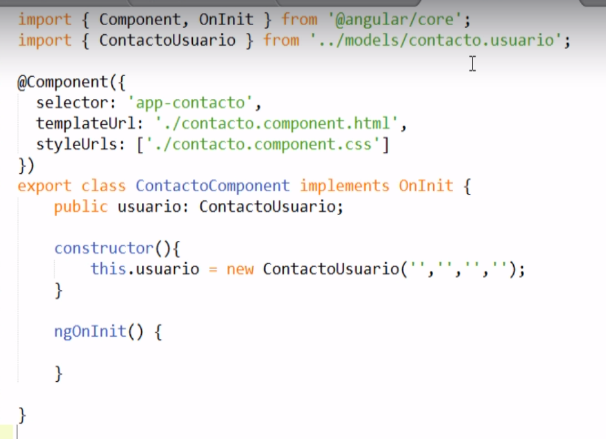 import { Component, OnInit } from '@angular/core';
import { ContactoUsuario } from '../models/contacto.usuario';

@Component({
  selector: 'app-contacto',
  templateUrl: './contacto.component.html',
  styleUrls: ['./contacto.component.css']
})
export class ContactoComponent implements OnInit {
    public usuario: ContactoUsuario;

    constructor(){
        this.usuario = new ContactoUsuario('','','','');
    }

    ngOnInit() {

    }

}